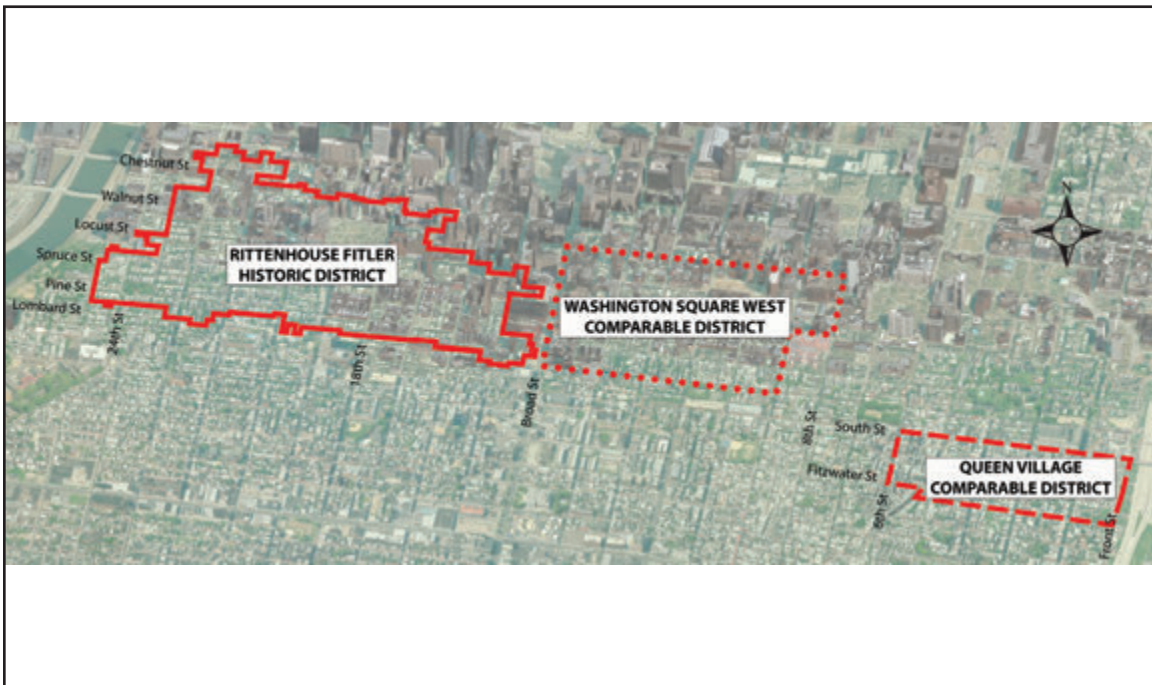 Chestnut St
Walnut St
Locust St
Spruce St
Pine St
Lombard St
24th St
18th St
Broad St
8th St
South St
Fitzwater St
6th St
Front St
N
RITTENHOUSE FITLER
HISTORIC DISTRICT
WASHINGTON SQUARE WEST
COMPARABLE DISTRICT
QUEEN VILLAGE
COMPARABLE DISTRICT